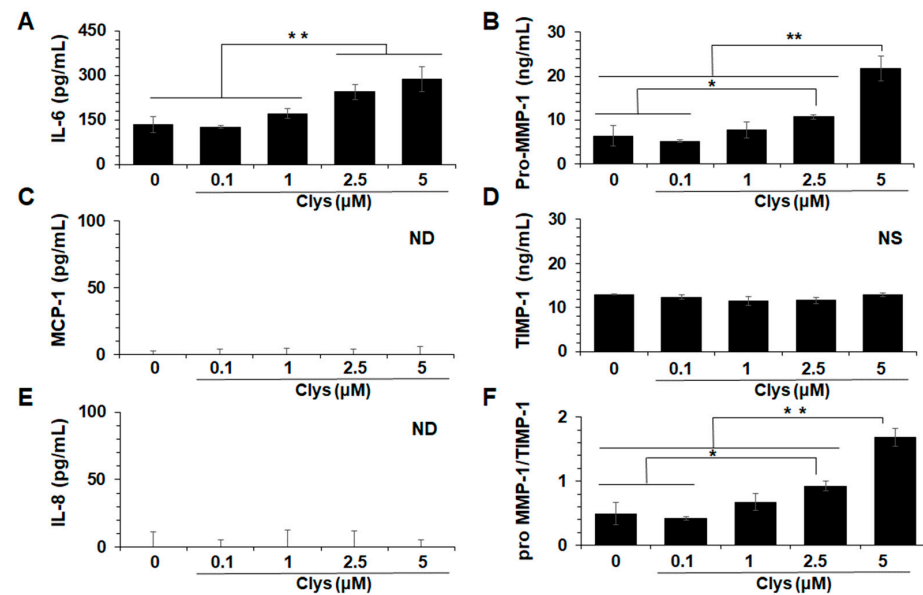 A
IL-6 (pg/mL)
450
300
150
0
* *
0 0.1 1 2.5 5
Clys (µM)
B
Pro-MMP-1 (ng/mL)
30
20
10
0
**
*
0 0.1 1 2.5 5
Clys (µM)
C
MCP-1 (pg/mL)
100
50
0
ND
0 0.1 1 2.5 5
Clys (µM)
D
TIMP-1 (ng/mL)
30
20
10
0
NS
0 0.1 1 2.5 5
Clys (µM)
E
IL-8 (pg/mL)
100
50
0
ND
0 0.1 1 2.5 5
Clys (µM)
F
pro MMP-1/TIMP-1
2
1
0
* *
*
0 0.1 1 2.5 5
Clys (µM)